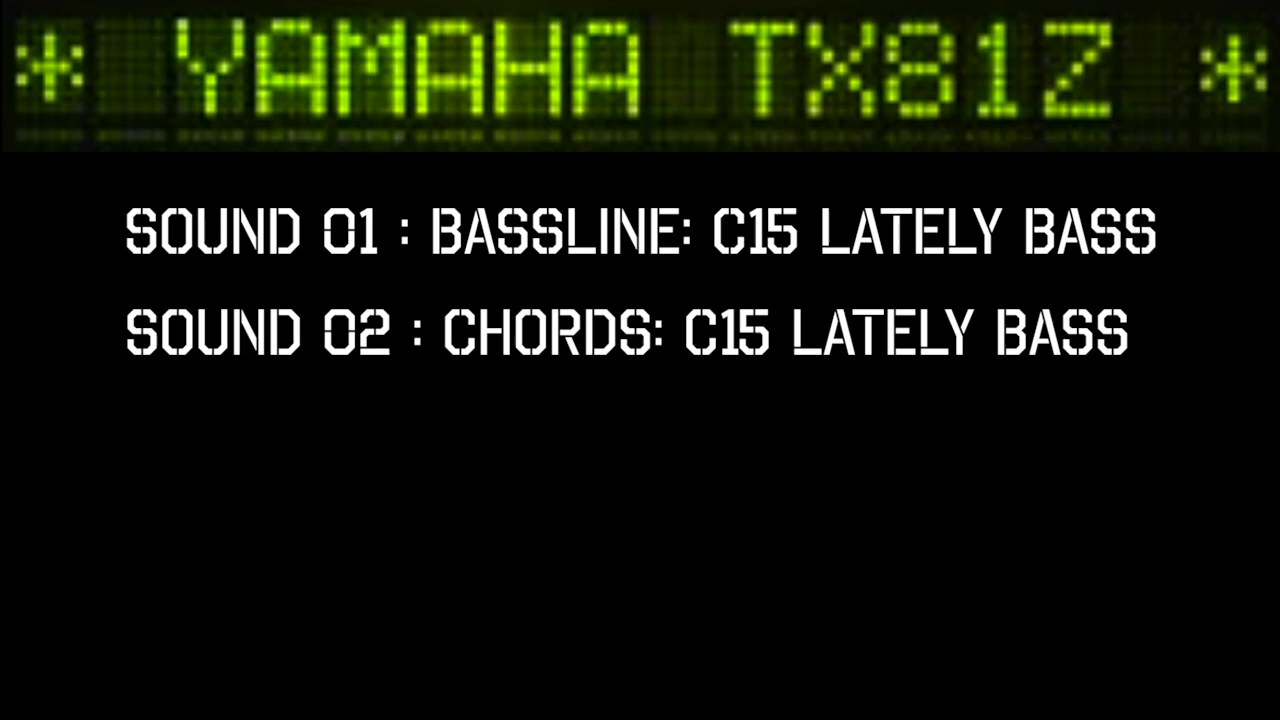 * YAMAHA TX81Z *
SOUND 01 : BASSLINE: C15 LATELY BASS
SOUND 02 : CHORDS: C15 LATELY BASS